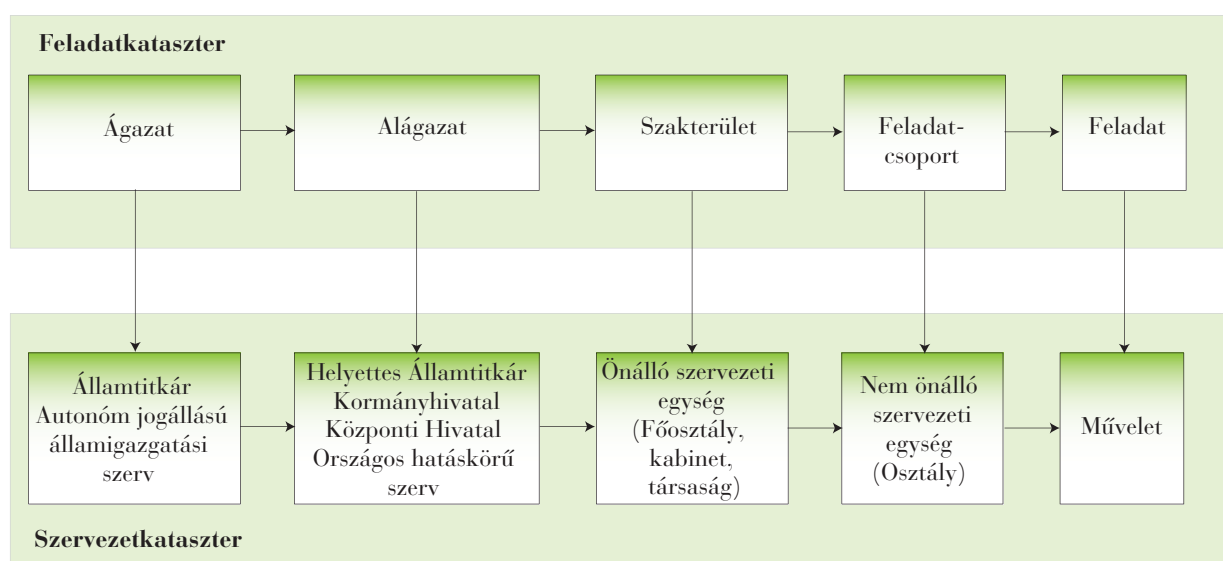 Feladatkataszter
Ágazat
Alágazat
Szakterület
Feladat-
csoport
Feladat
Államtitkár
Autonóm jogállású
államigazgatási
szerv
Helyettes Államtitkár
Kormányhivatal
Központi Hivatal
Országos hatáskörű
szerv
Önálló szervezeti
egység
(Főosztály,
kabinet,
társaság)
Nem önálló
szervezeti
egység
(Osztály)
Művelet
Szervezetkataszter